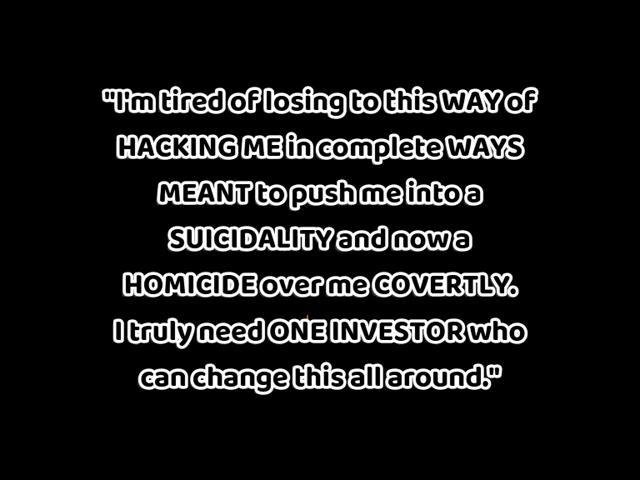 "I'm tired of losing to this WAY of
HACKING ME in complete WAYS
MEANT to push me into a
SUICIDALITY and now a
HOMICIDE over me COVERTLY.
I truly need ONE INVESTOR who
can change this all around."